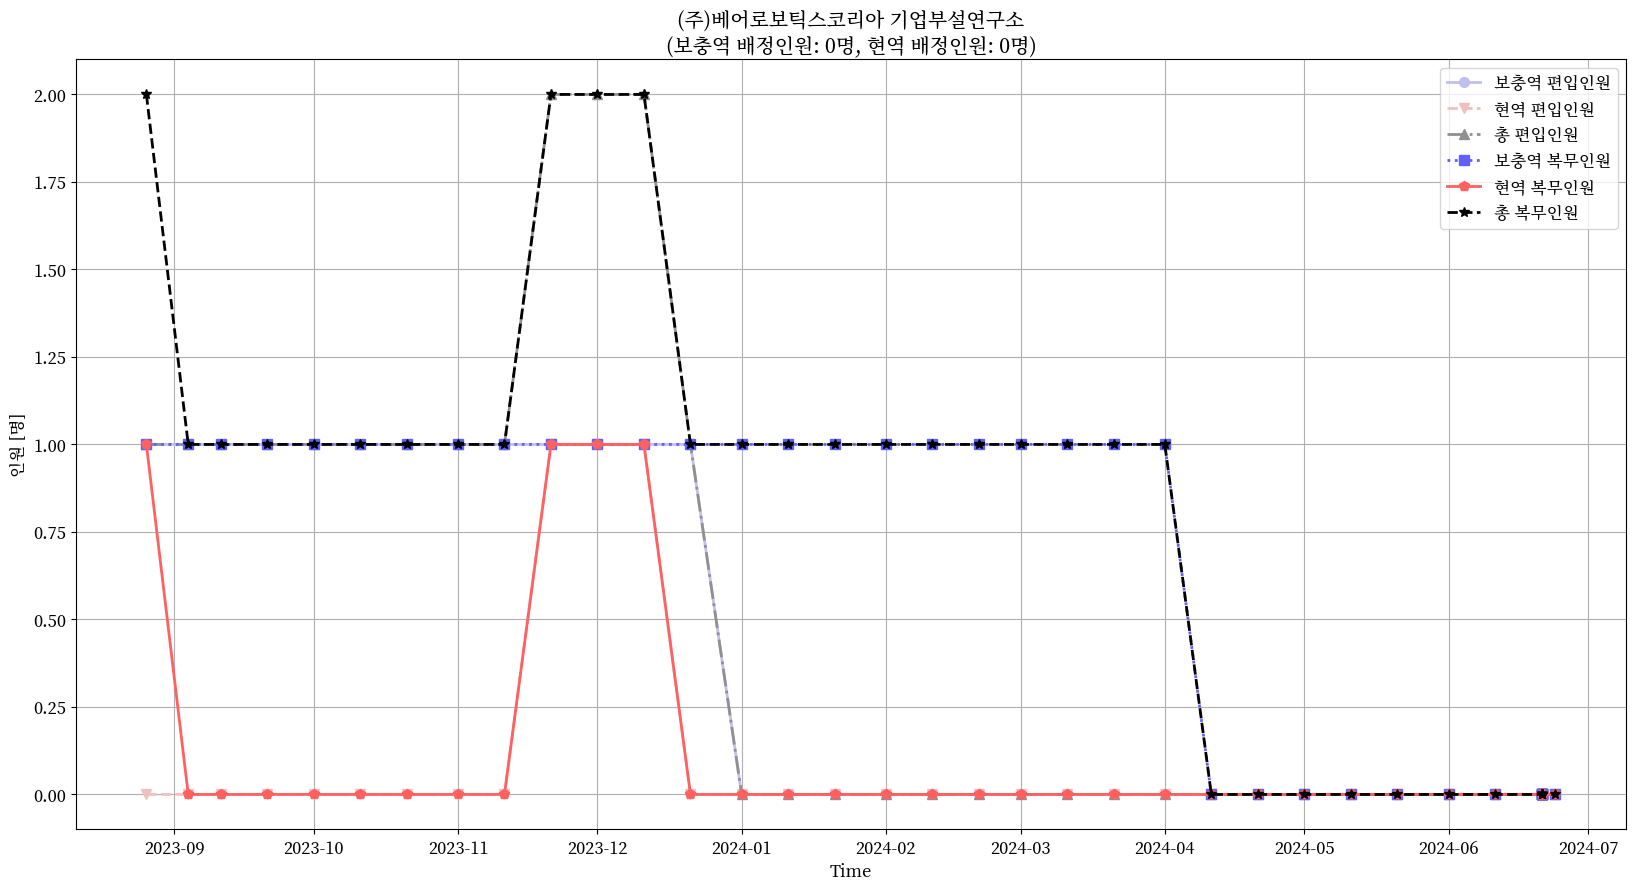 (주)베어로보틱스코리아 기업부설연구소
(보충역 배정인원: 0명, 현역 배정인원: 0명)
보충역 편입인원
현역 편입인원
총 편입인원
보충역 복무인원
현역 복무인원
총 복무인원
2.00
1.75
1.50
1.25
1.00
0.75
0.50
0.25
0.00
인원 [명]
2023-09 2023-10 2023-11 2023-12 2024-01 2024-02 2024-03 2024-04 2024-05 2024-06 2024-07
Time